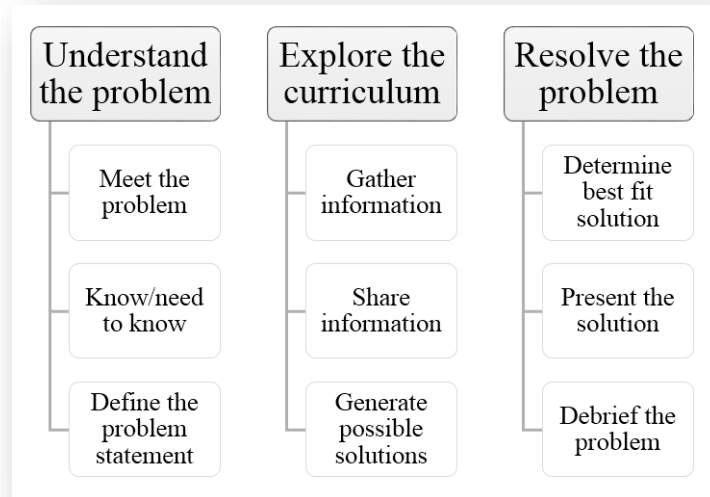 Understand
the problem
Meet the
problem
Know/need
to know
Define the
problem
statement
Explore the
curriculum
Gather
information
Share
information
Generate
possible
solutions
Resolve the
problem
Determine
best fit
solution
Present the
solution
Debrief the
problem